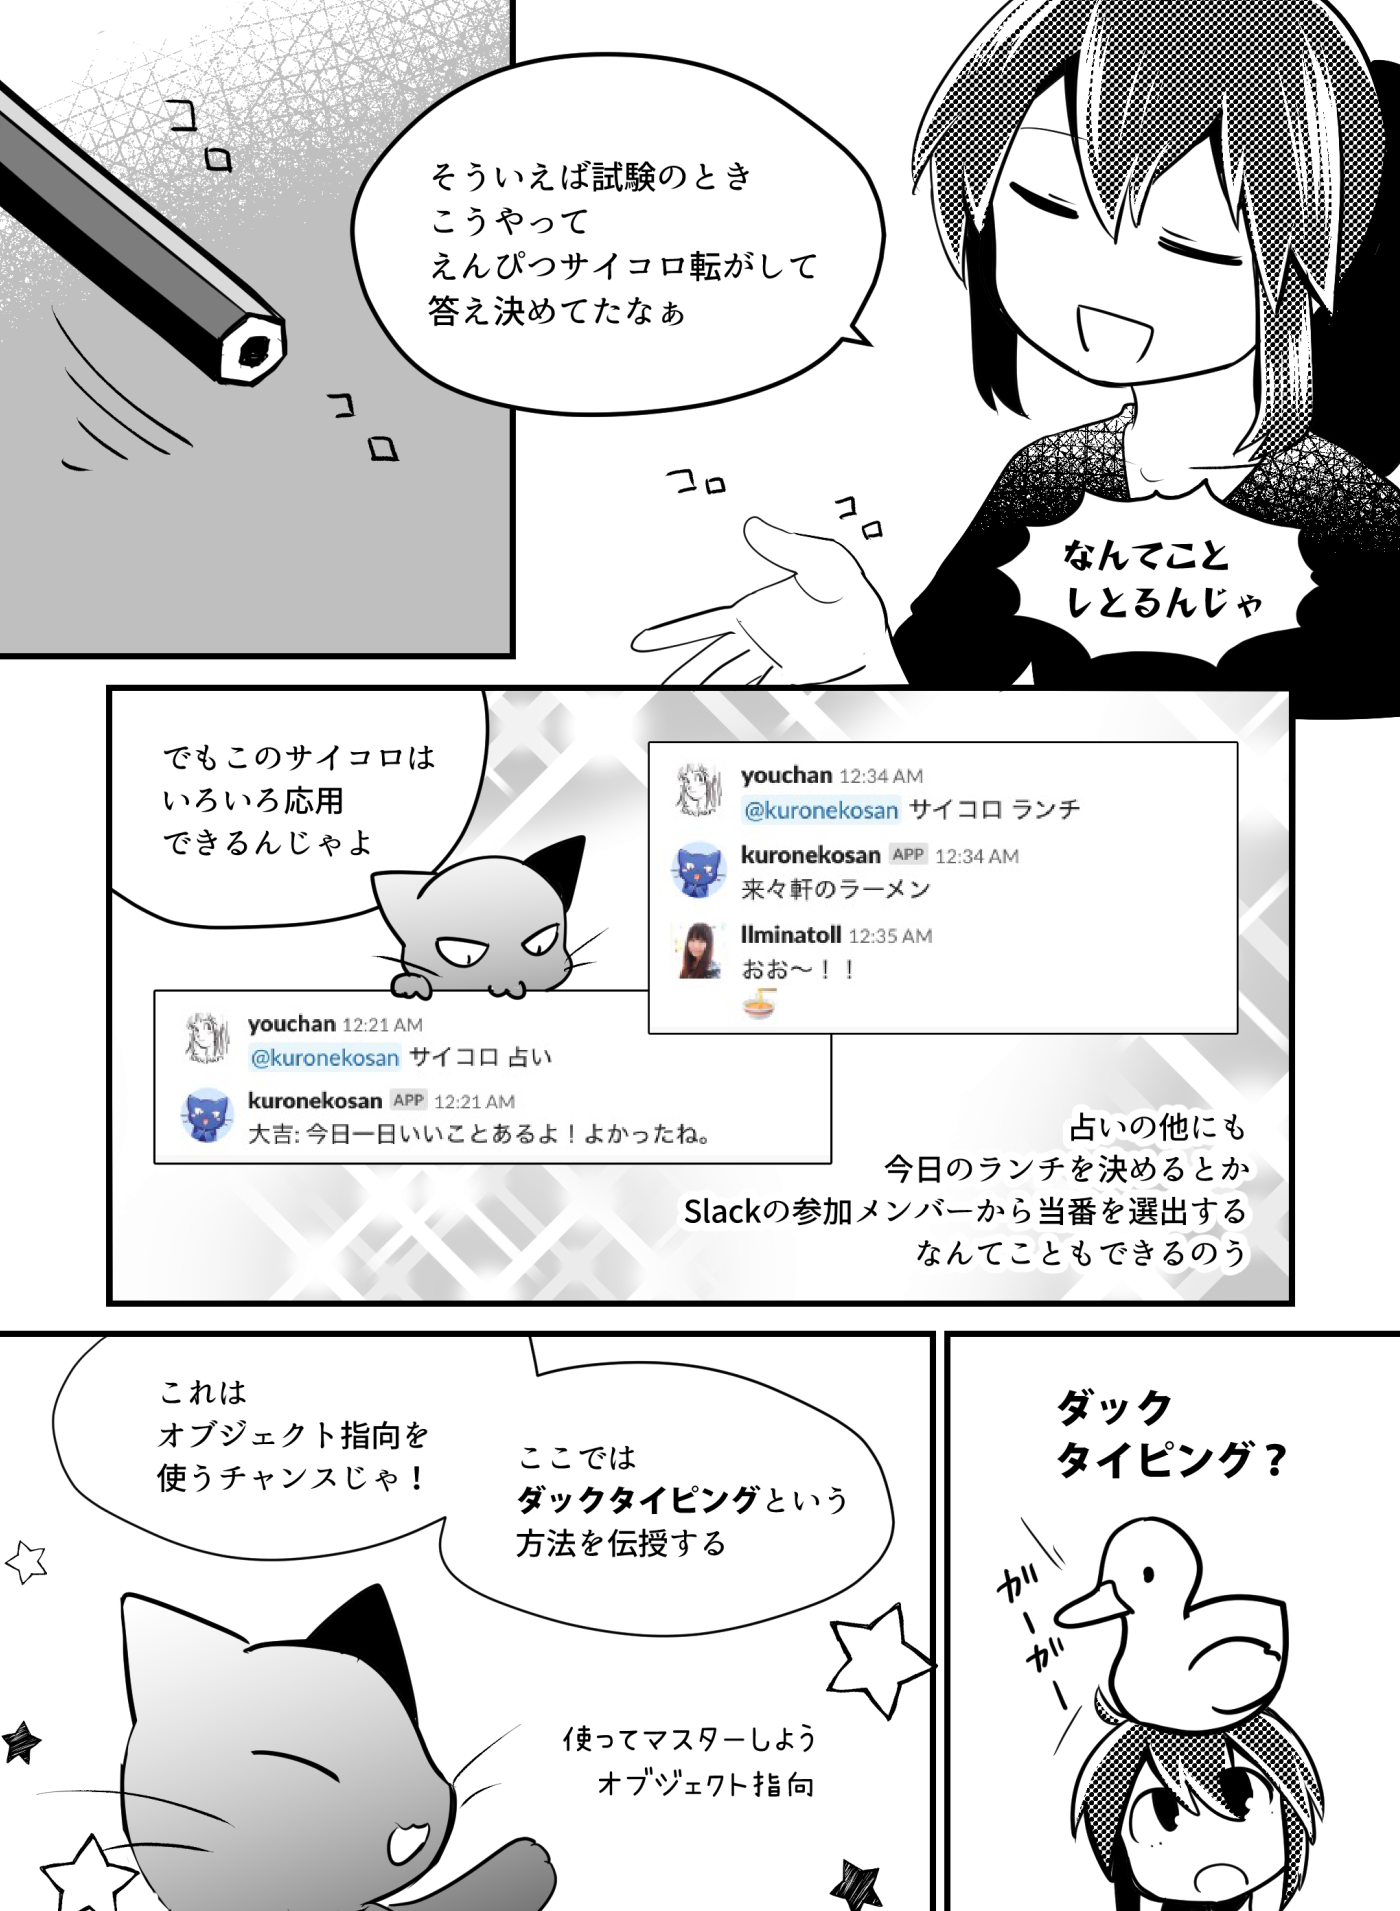 そういえば試験のとき
こうやって
えんぴつサイコロ転がして
答え決めてたなぁ
コロ
コロ
コロ
コロ
なんてこと
しとるんじゃ
でもこのサイコロは
いろいろ応用
できるんじゃよ
youchan 12:34 AM
@kuronekosan サイコロ ランチ
kuronekosan APP 12:34 AM
来々軒のラーメン
llminatoll 12:35 AM
おお〜！！
youchan 12:21 AM
@kuronekosan サイコロ 占い
kuronekosan APP 12:21 AM
大吉: 今日一日いいことあるよ！よかったね。
占いの他にも
今日のランチを決めるとか
Slackの参加メンバーから当番を選出する
なんてこともできるのう
これは
オブジェクト指向を
使うチャンスじゃ！
ここでは
ダックタイピングという
方法を伝授する
使ってマスターしよう
オブジェクト指向
ダック
タイピング？
ガーガー